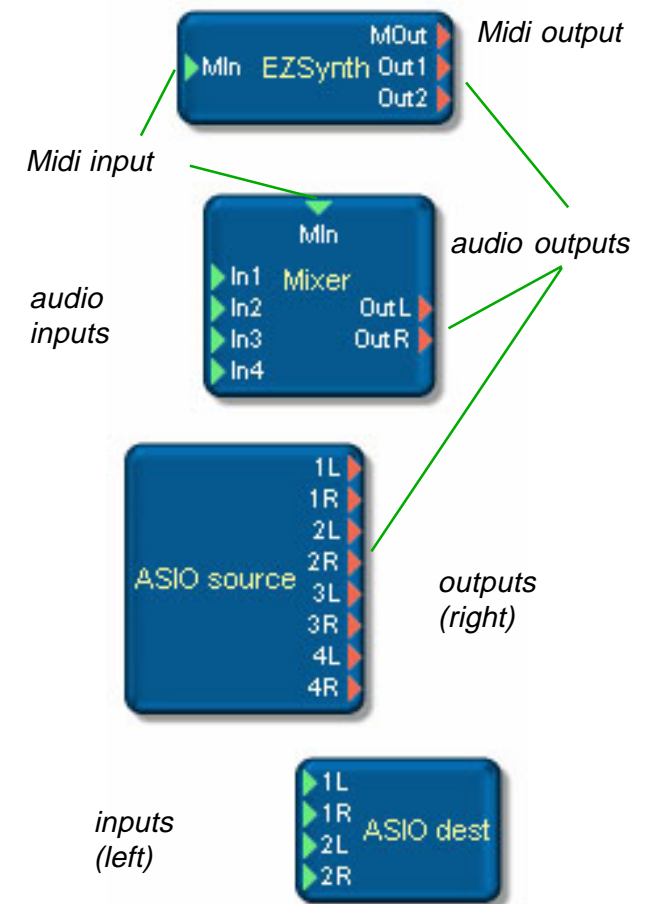 MOut
Midi output
MIn EZSynth Out1
Out2
Midi input
MIn
audio outputs
In1 Mixer
audio
inputs
In2 OutL
In3 OutR
In4
1L
1R
2L
2R
ASIO source
3L
3R
4L
4R
outputs
(right)
1L
1R
ASIO dest
2L
2R
inputs
(left)